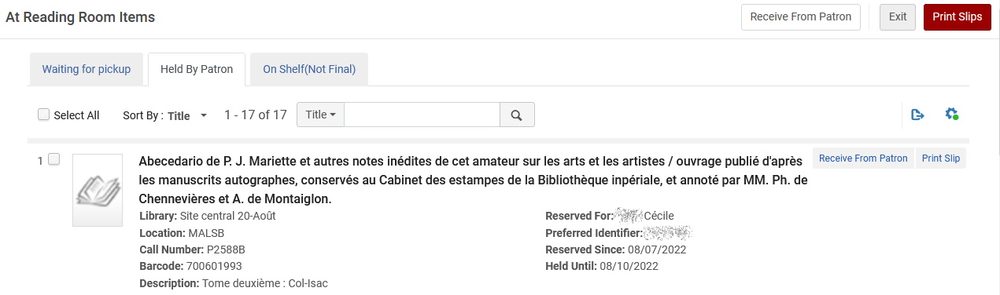 At Reading Room Items
Receive From Patron
Exit
Print Slips
Waiting for pickup
Held By Patron
On Shelf(Not Final)
Select All
Sort By : Title
1 - 17 of 17
Title
1
Abecedario de P. J. Mariette et autres notes inédites de cet amateur sur les arts et les artistes / ouvrage publié d'après
les manuscrits autographes, conservés au Cabinet des estampes de la Bibliothèque inpériale, et annoté par MM. Ph. de
Chennevières et A. de Montaiglon.
Receive From Patron
Print Slip
Library: Site central 20-Août
Location: MALSB
Call Number: P2588B
Barcode: 700601993
Description: Tome deuxième : Col-Isac
Reserved For: Cécile
Preferred Identifier:
Reserved Since: 08/07/2022
Held Until: 08/10/2022